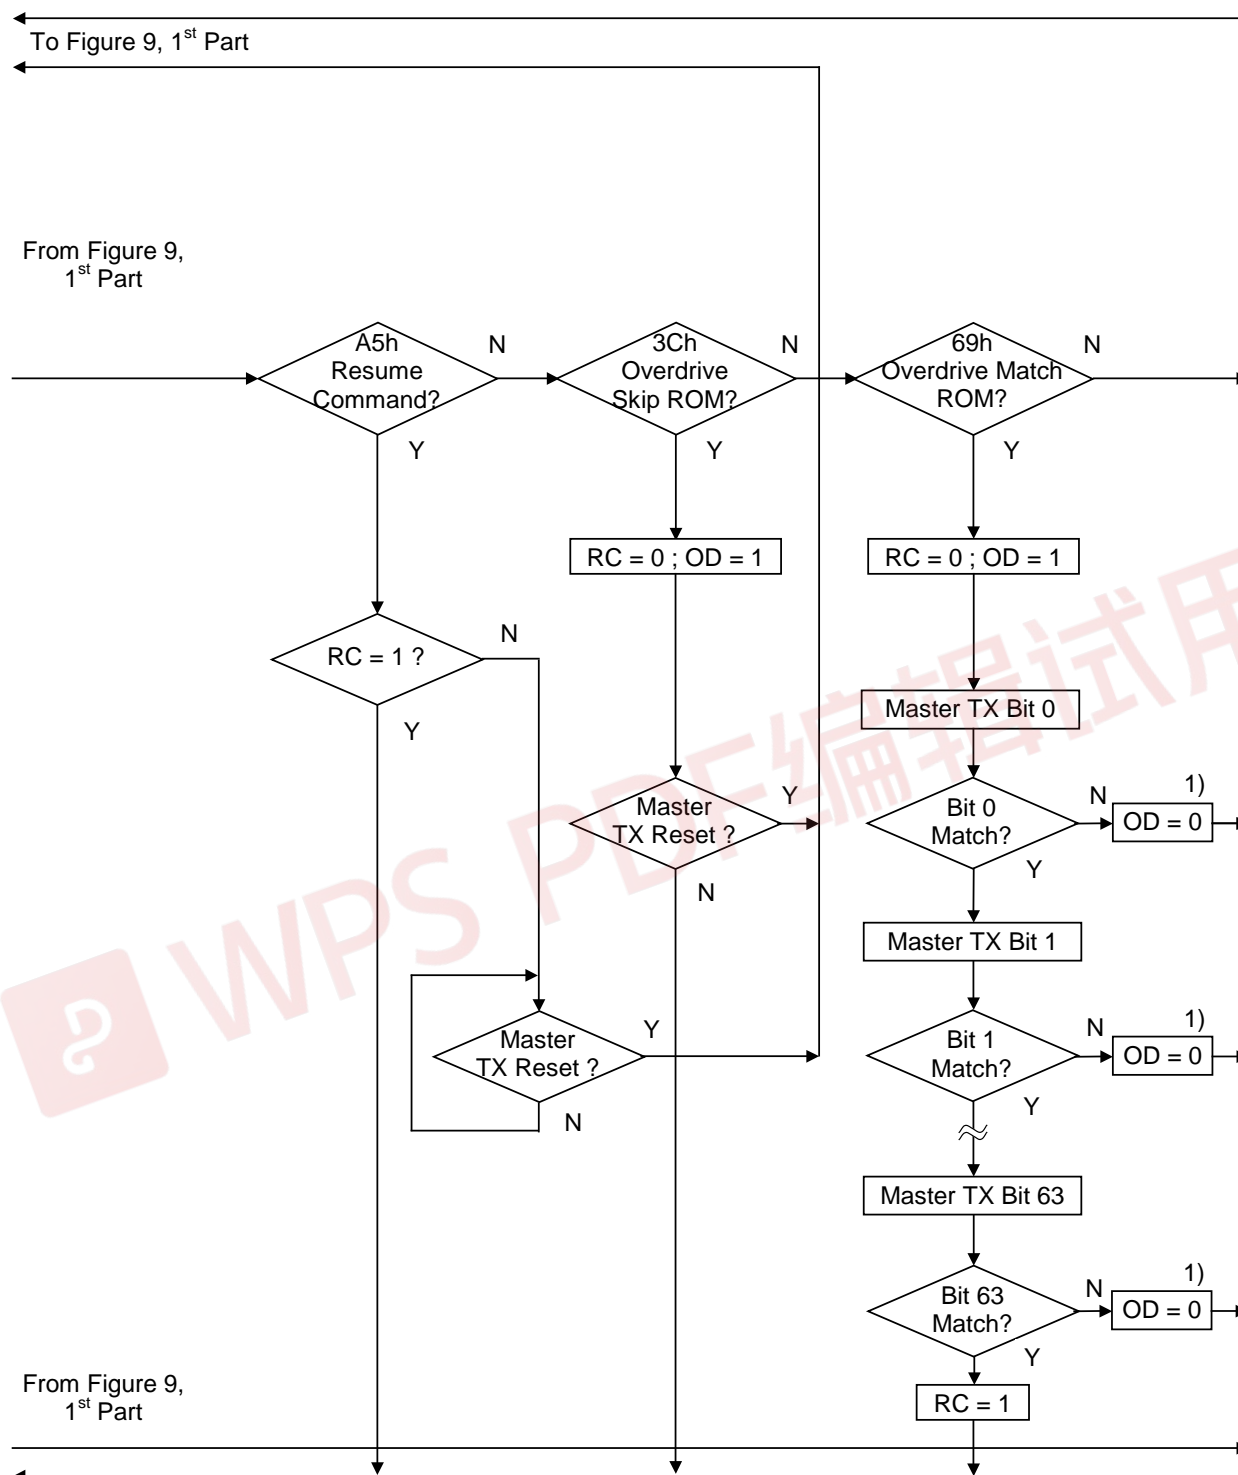 To Figure 9, 1st Part
From Figure 9,
1st Part
A5h
Resume
Command?
N
Y
3Ch
Overdrive
Skip ROM?
N
Y
69h
Overdrive Match
ROM?
N
Y
RC = 0 ; OD = 1
RC = 0 ; OD = 1
RC = 1 ?
N
Y
Master TX Bit 0
Master
TX Reset ?
Y
N
Bit 0
Match?
N
Y
1)
OD = 0
Master TX Bit 1
Master
TX Reset ?
Y
N
Bit 1
Match?
N
Y
1)
OD = 0
Master TX Bit 63
Bit 63
Match?
N
Y
1)
OD = 0
From Figure 9,
1st Part
RC = 1
WPS PDF编辑试用